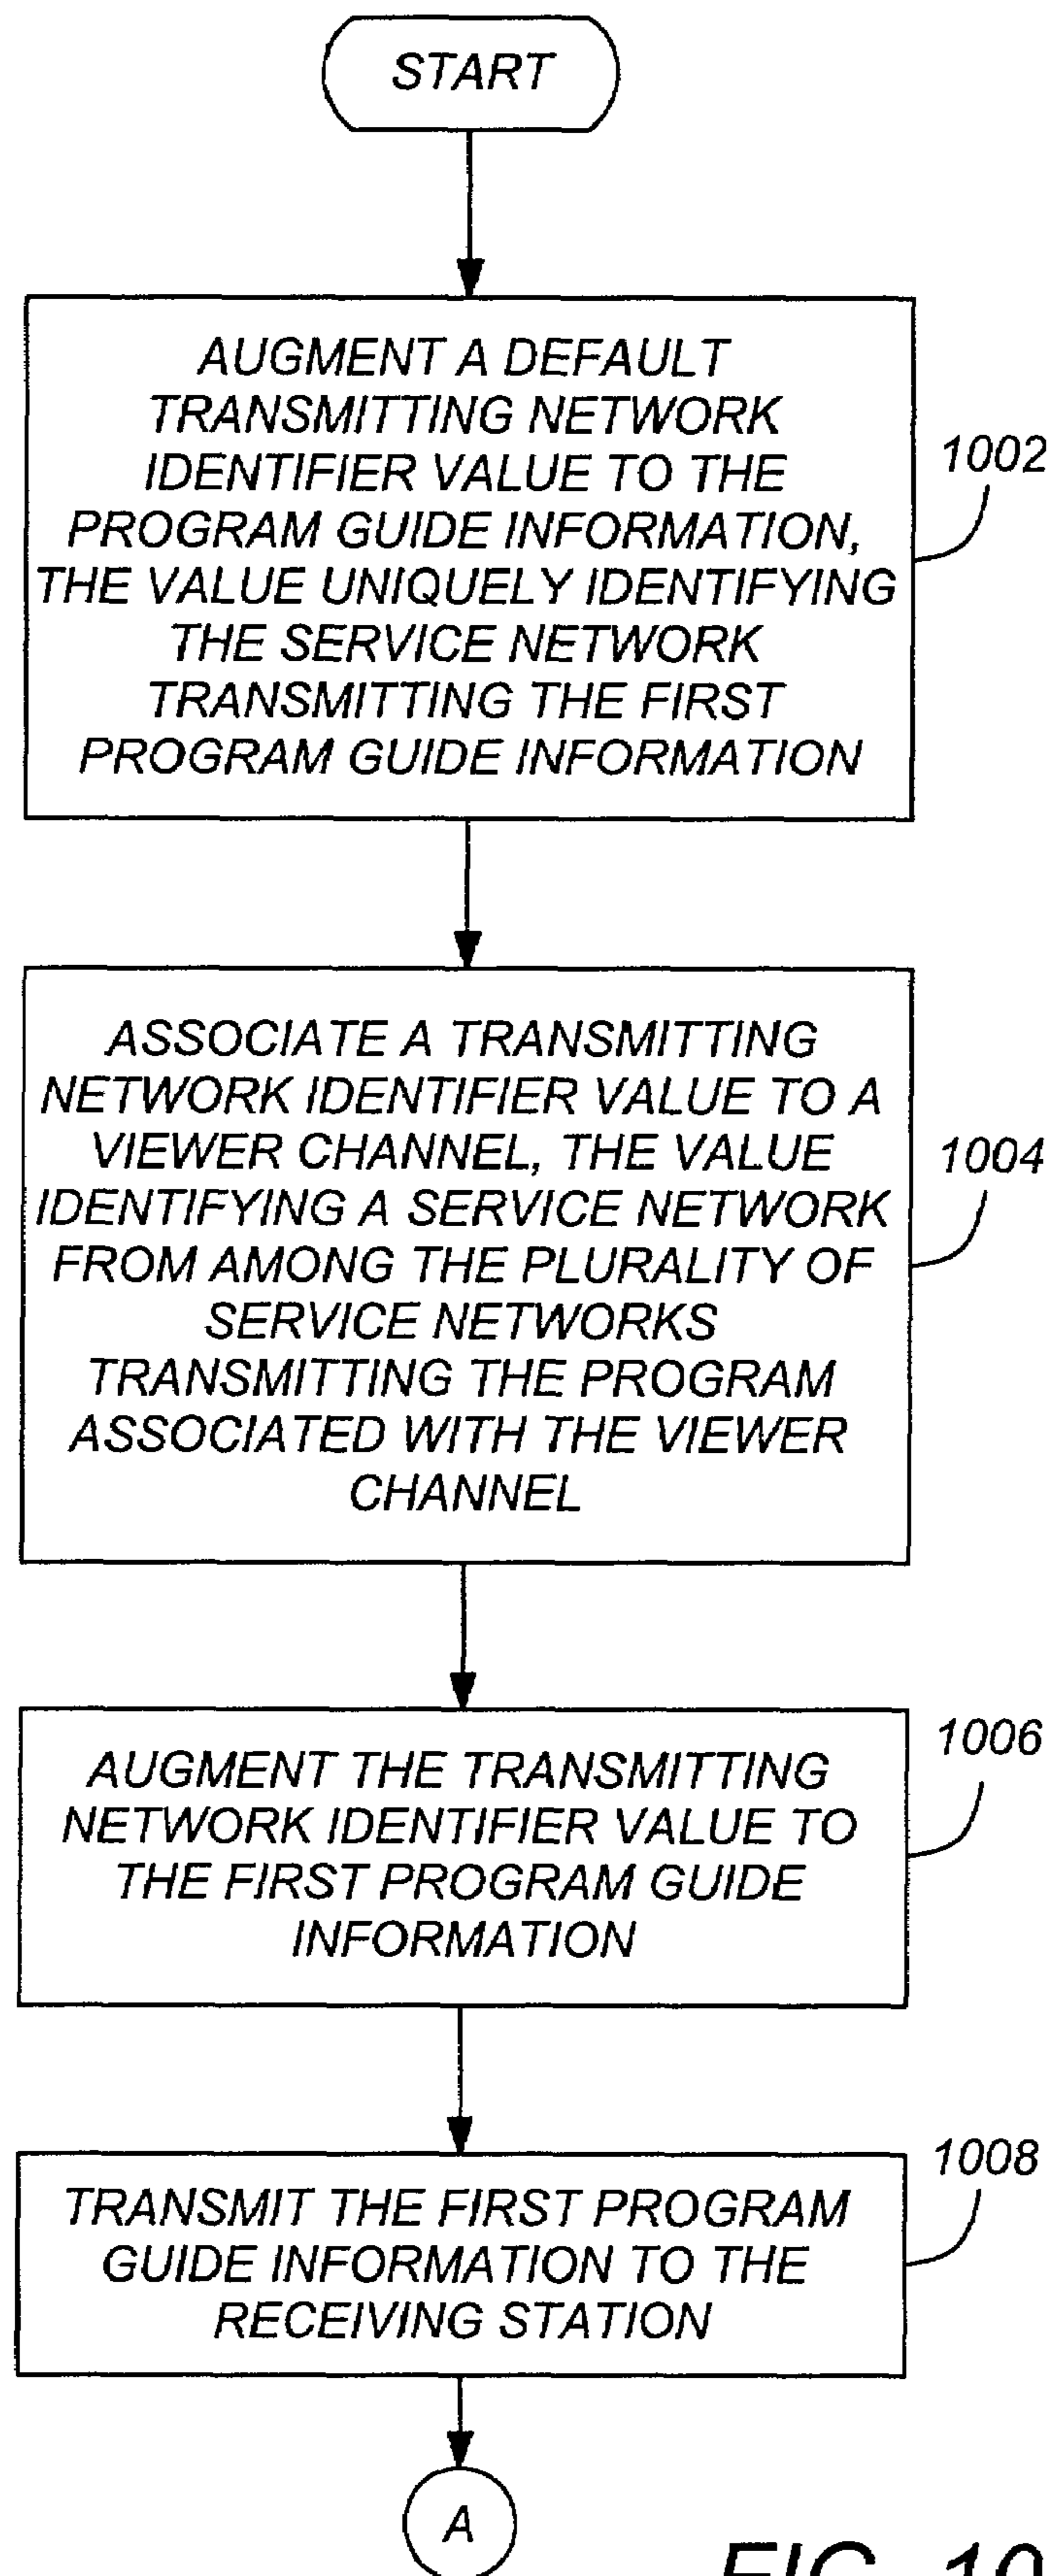 START
AUGMENT A DEFAULT
TRANSMITTING NETWORK
IDENTIFIER VALUE TO THE
PROGRAM GUIDE INFORMATION,
THE VALUE UNIQUELY IDENTIFYING
THE SERVICE NETWORK
TRANSMITTING THE FIRST
PROGRAM GUIDE INFORMATION
1002
ASSOCIATE A TRANSMITTING
NETWORK IDENTIFIER VALUE TO A
VIEWER CHANNEL, THE VALUE
IDENTIFYING A SERVICE NETWORK
FROM AMONG THE PLURALITY OF
SERVICE NETWORKS
TRANSMITTING THE PROGRAM
ASSOCIATED WITH THE VIEWER
CHANNEL
1004
AUGMENT THE TRANSMITTING
NETWORK IDENTIFIER VALUE TO
THE FIRST PROGRAM GUIDE
INFORMATION
1006
TRANSMIT THE FIRST PROGRAM
GUIDE INFORMATION TO THE
RECEIVING STATION
1008
A
FIG. 10